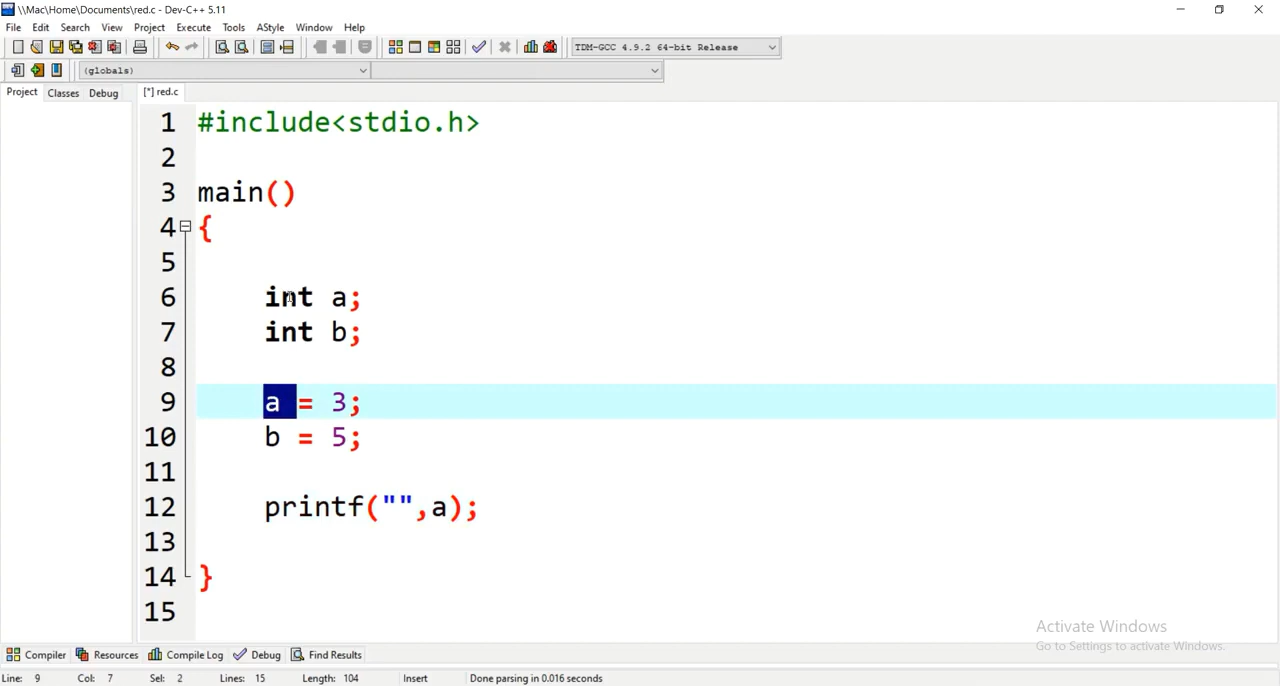 \\Mac\Home\Documents\red.c - Dev-C++ 5.11
File Edit Search View Project Execute Tools AStyle Window Help
TDM-GCC 4.9.2 64-bit Release
(globals)
Project Classes Debug [*] red.c
1 #include<stdio.h>
2
3 main()
4 {
5
6 int a;
7 int b;
8
9 a = 3;
10 b = 5;
11
12 printf("",a);
13
14 }
15
Activate Windows
Go to Settings to activate Windows.
Compiler Resources Compile Log Debug Find Results
Line: 9 Col: 7 Sel: 2 Lines: 15 Length: 104 Insert Done parsing in 0.016 seconds